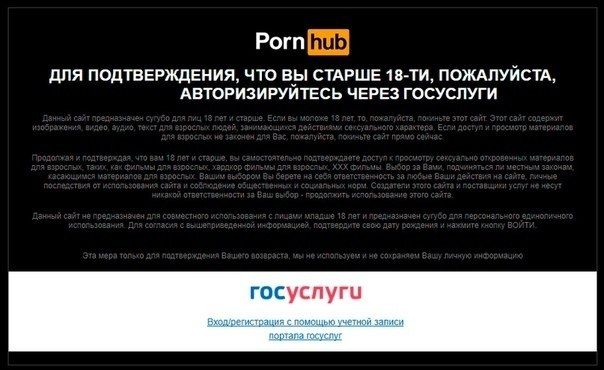 Porn hub
ДЛЯ ПОДТВЕРЖДЕНИЯ, ЧТО ВЫ СТАРШЕ 18-ТИ, ПОЖАЛУЙСТА,
АВТОРИЗИРУЙТЕСЬ ЧЕРЕЗ ГОСУСЛУГИ
Данный сайт предназначен сугубо для лиц 18 лет и старше. Если вы моложе 18 лет, то, пожалуйста, покиньте этот сайт. Этот сайт содержит
изображения, видео, аудио, текст для взрослых людей, занимающихся действиями сексуального характера. Если доступ и просмотр материалов
для взрослых не законен для Вас, пожалуйста, покиньте сайт прямо сейчас.
Продолжая и подтверждая, что вам 18 лет и старше, вы самостоятельно подтверждаете доступ к просмотру сексуально откровенных материалов
для взрослых, таких, как фильмы для взрослых, хардкор фильмы для взрослых, XXX фильмы. Выбор за Вами, подчиняться ли местным законам,
касающимся материалов для взрослых. Вашим выбором Вы берете на себя ответственность за любые Ваши действия на сайте, личные
последствия от использования сайта и соблюдение общественных и социальных норм. Создатели этого сайта и поставщики услуг не несут
никакой ответственности за Ваш выбор - продолжить использование этого сайта.
Данный сайт не предназначен для совместного использования с лицами младше 18 лет и предназначен сугубо для персонального единоличного
использования. Для согласия с вышеприведенной информацией, подтвердите свою дату рождения и нажмите кнопку ВОЙТИ.
Эта мера только для подтверждения Вашего возраста, мы не используем и не сохраняем Вашу личную информацию
госуслуги
Вход/регистрация с помощью учетной записи
портала госуслуг